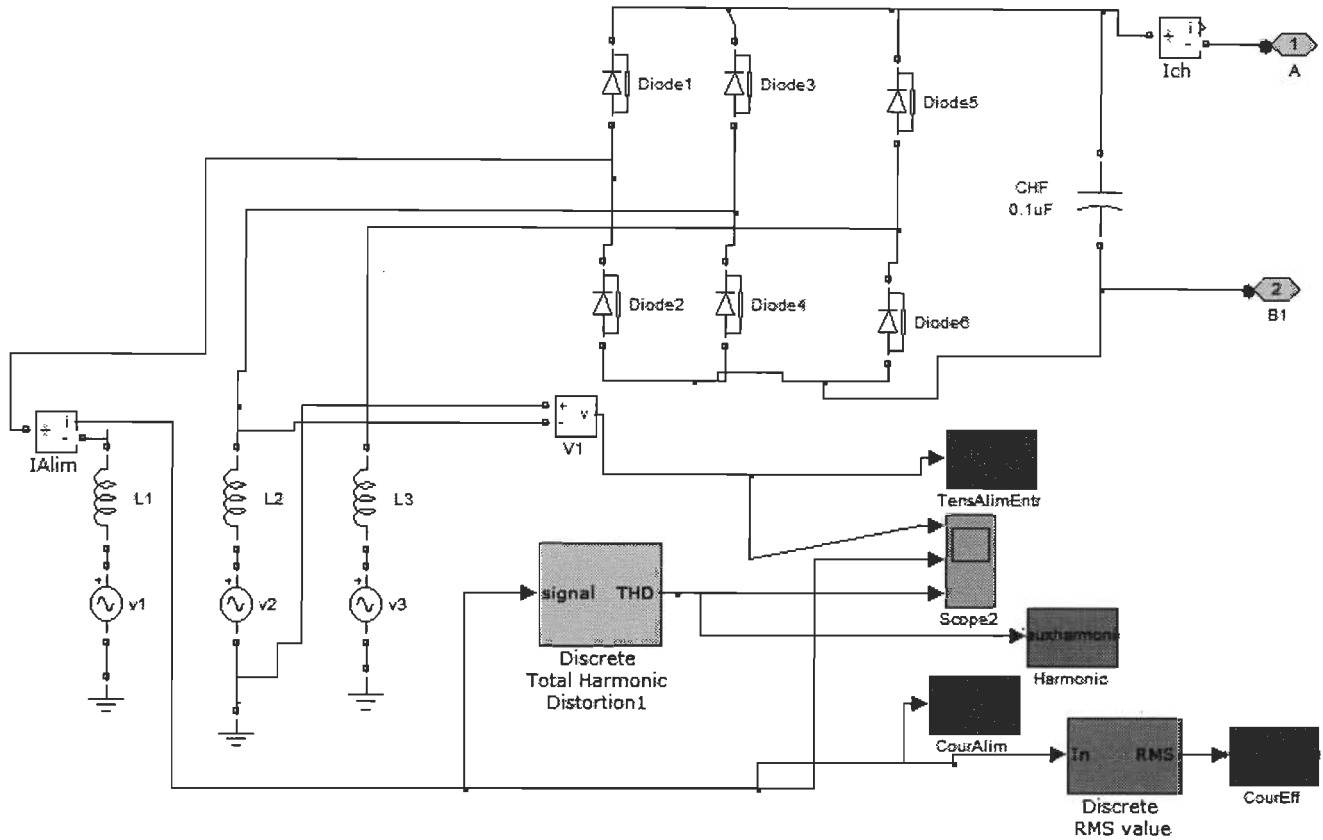 i
-
Ich
1
A
Diode1
Diode3
Diode5
CHF
0.1uF
Diode2
Diode4
Diode6
2
B1
+
-
v
V1
i
-
IAlim
L1
L2
L3
TensAlimEntr
+
v1
+
v2
+
v3
signal THD
Discrete
Total Harmonic
Distortion1
Scope2
auxharmoni
Harmonic
CourAlim
In RMS
Discrete
RMS value
CourEff